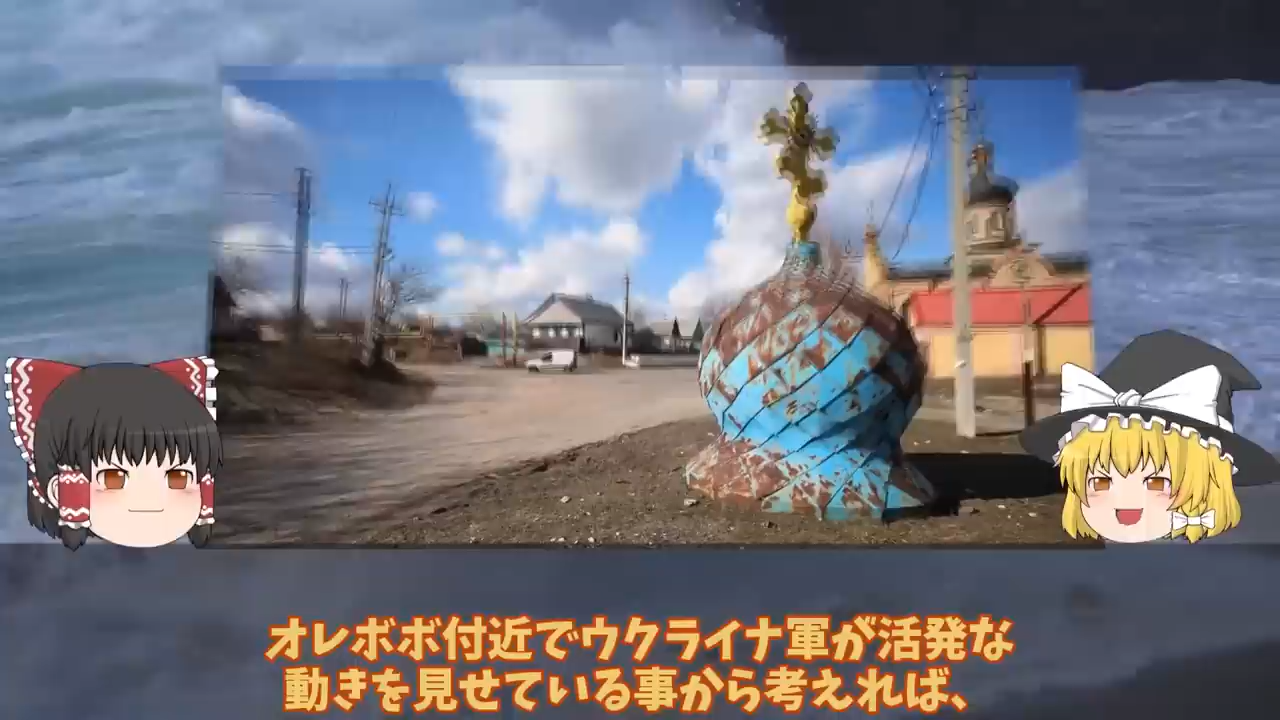 オレボボ付近でウクライナ軍が活発な
動きを見せている事から考えれば、